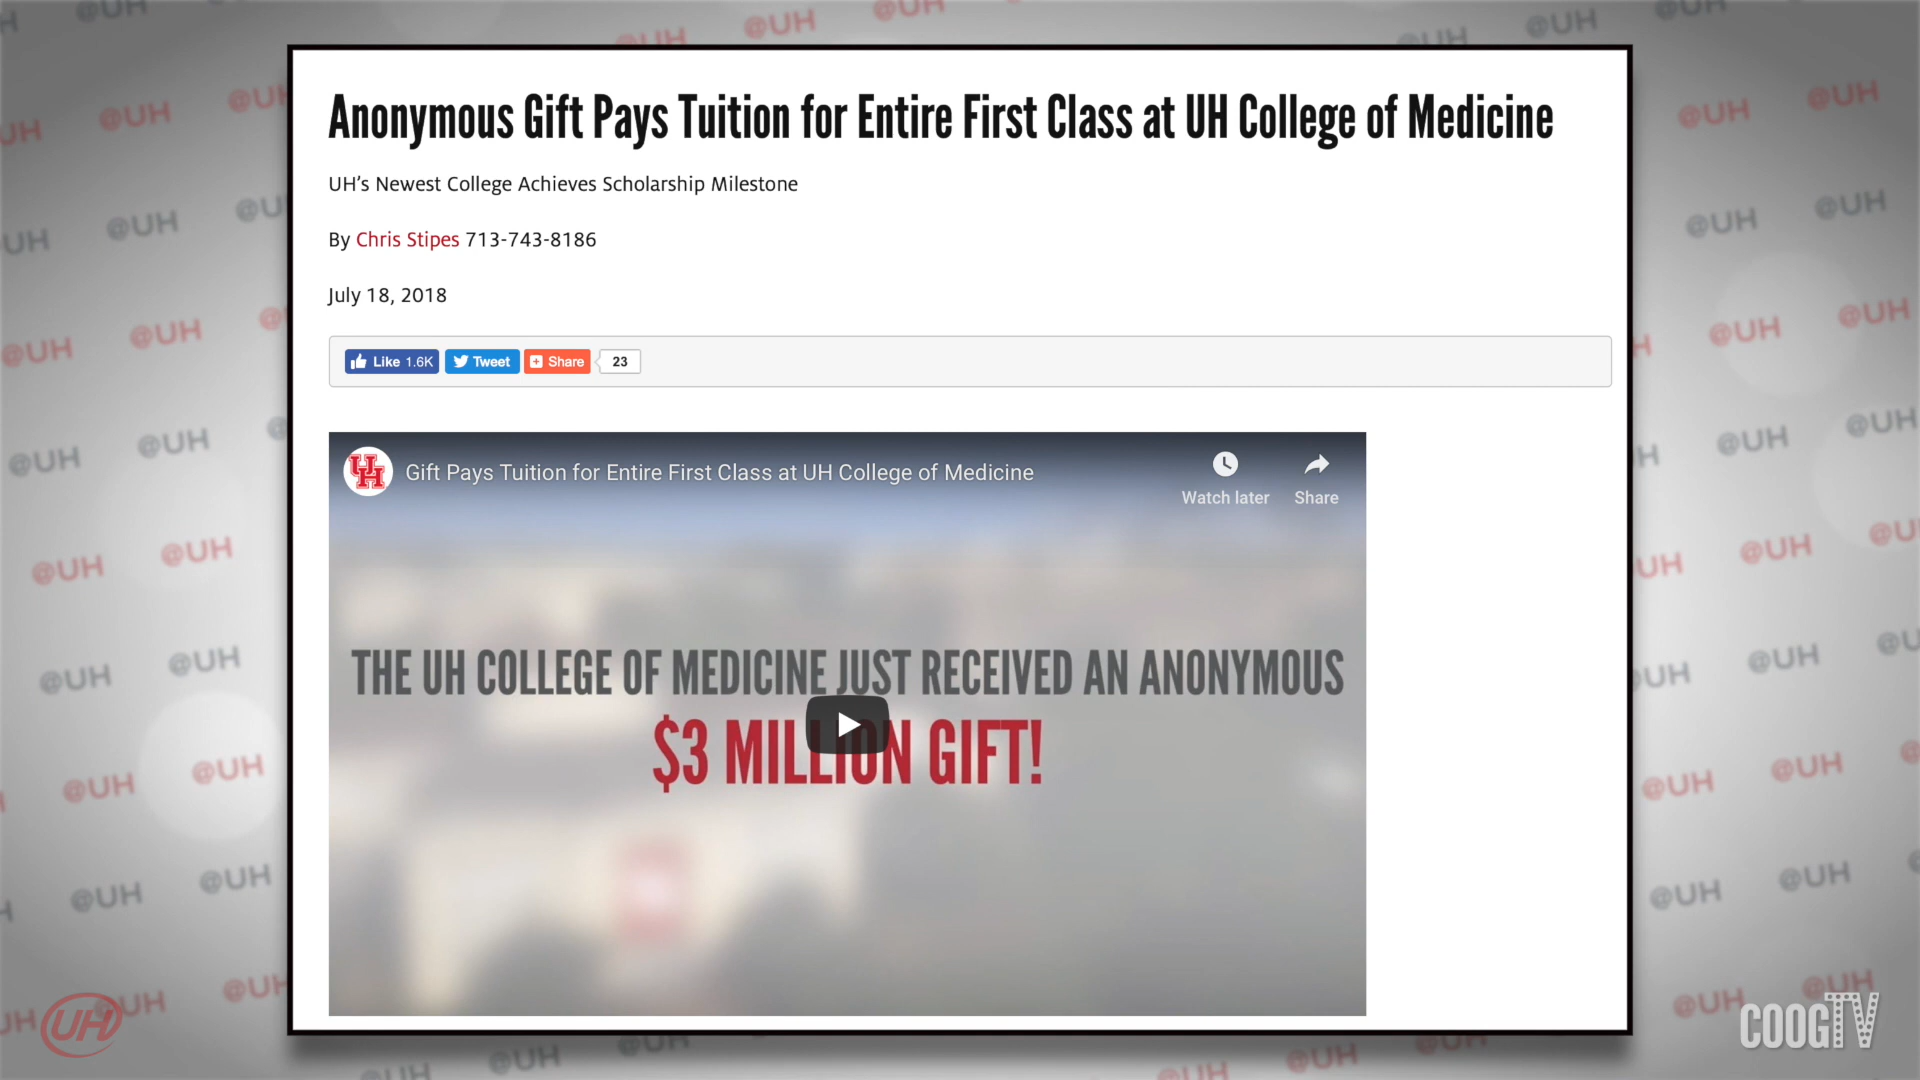 Anonymous Gift Pays Tuition for Entire First Class at UH College of Medicine
UH’s Newest College Achieves Scholarship Milestone
By Chris Stipes 713-743-8186
July 18, 2018
Like 1.6K Tweet Share 23
UH Gift Pays Tuition for Entire First Class at UH College of Medicine
Watch later Share
THE UH COLLEGE OF MEDICINE JUST RECEIVED AN ANONYMOUS
$3 MILLION GIFT!
@UH
UH
COOGTV